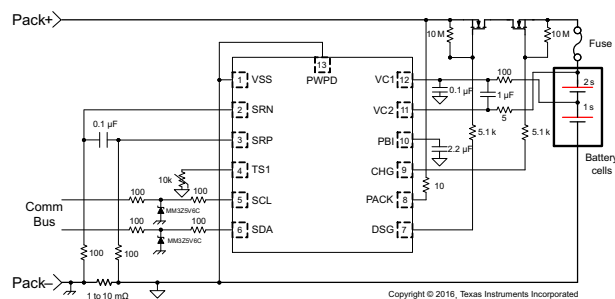 Pack+
10 M
10 M
Fuse
13
PWPD
1 VSS
VC1 12
100
2 s
0.1 µF
1 µF
2 SRN
VC2 11
5
1 s
0.1 µF
3 SRP
PBI 10
5.1 k
5.1 k
2.2 µF
Battery
cells
4 TS1
CHG 9
10k
100
100
Comm
Bus
5 SCL
PACK 8
10
MM3Z5V6C
100
100
6 SDA
DSG 7
MM3Z5V6C
100
100
Pack–
1 to 10 mΩ
Copyright © 2016, Texas Instruments Incorporated